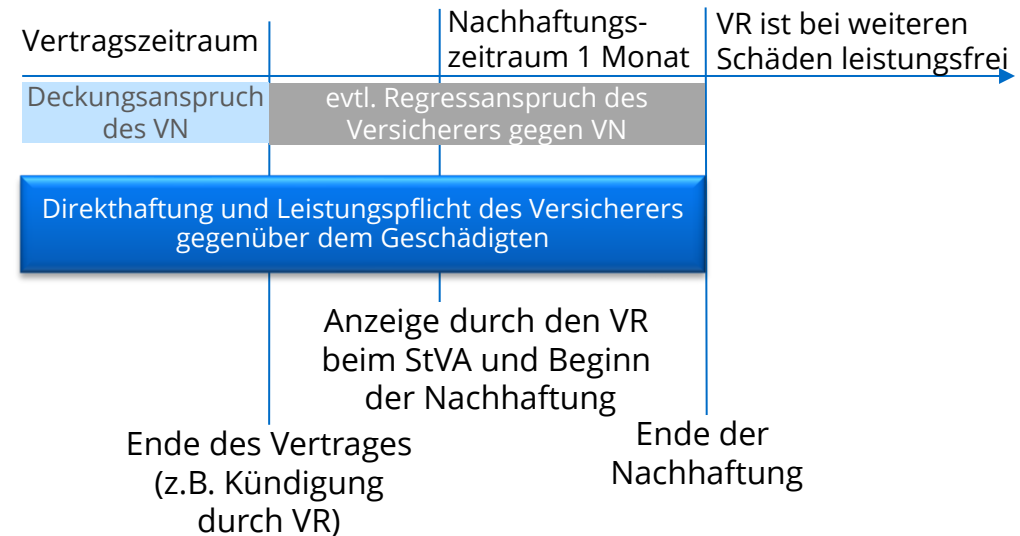 Vertragszeitraum
Nachhaftungs-
zeitraum 1 Monat
VR ist bei weiteren
Schäden leistungsfrei
Deckungsanspruch
des VN
evtl. Regressanspruch des
Versicherers gegen VN
Direkthaftung und Leistungspflicht des Versicherers
gegenüber dem Geschädigten
Anzeige durch den VR
beim StVA und Beginn
der Nachhaftung
Ende des Vertrages
(z.B. Kündigung
durch VR)
Ende der
Nachhaftung